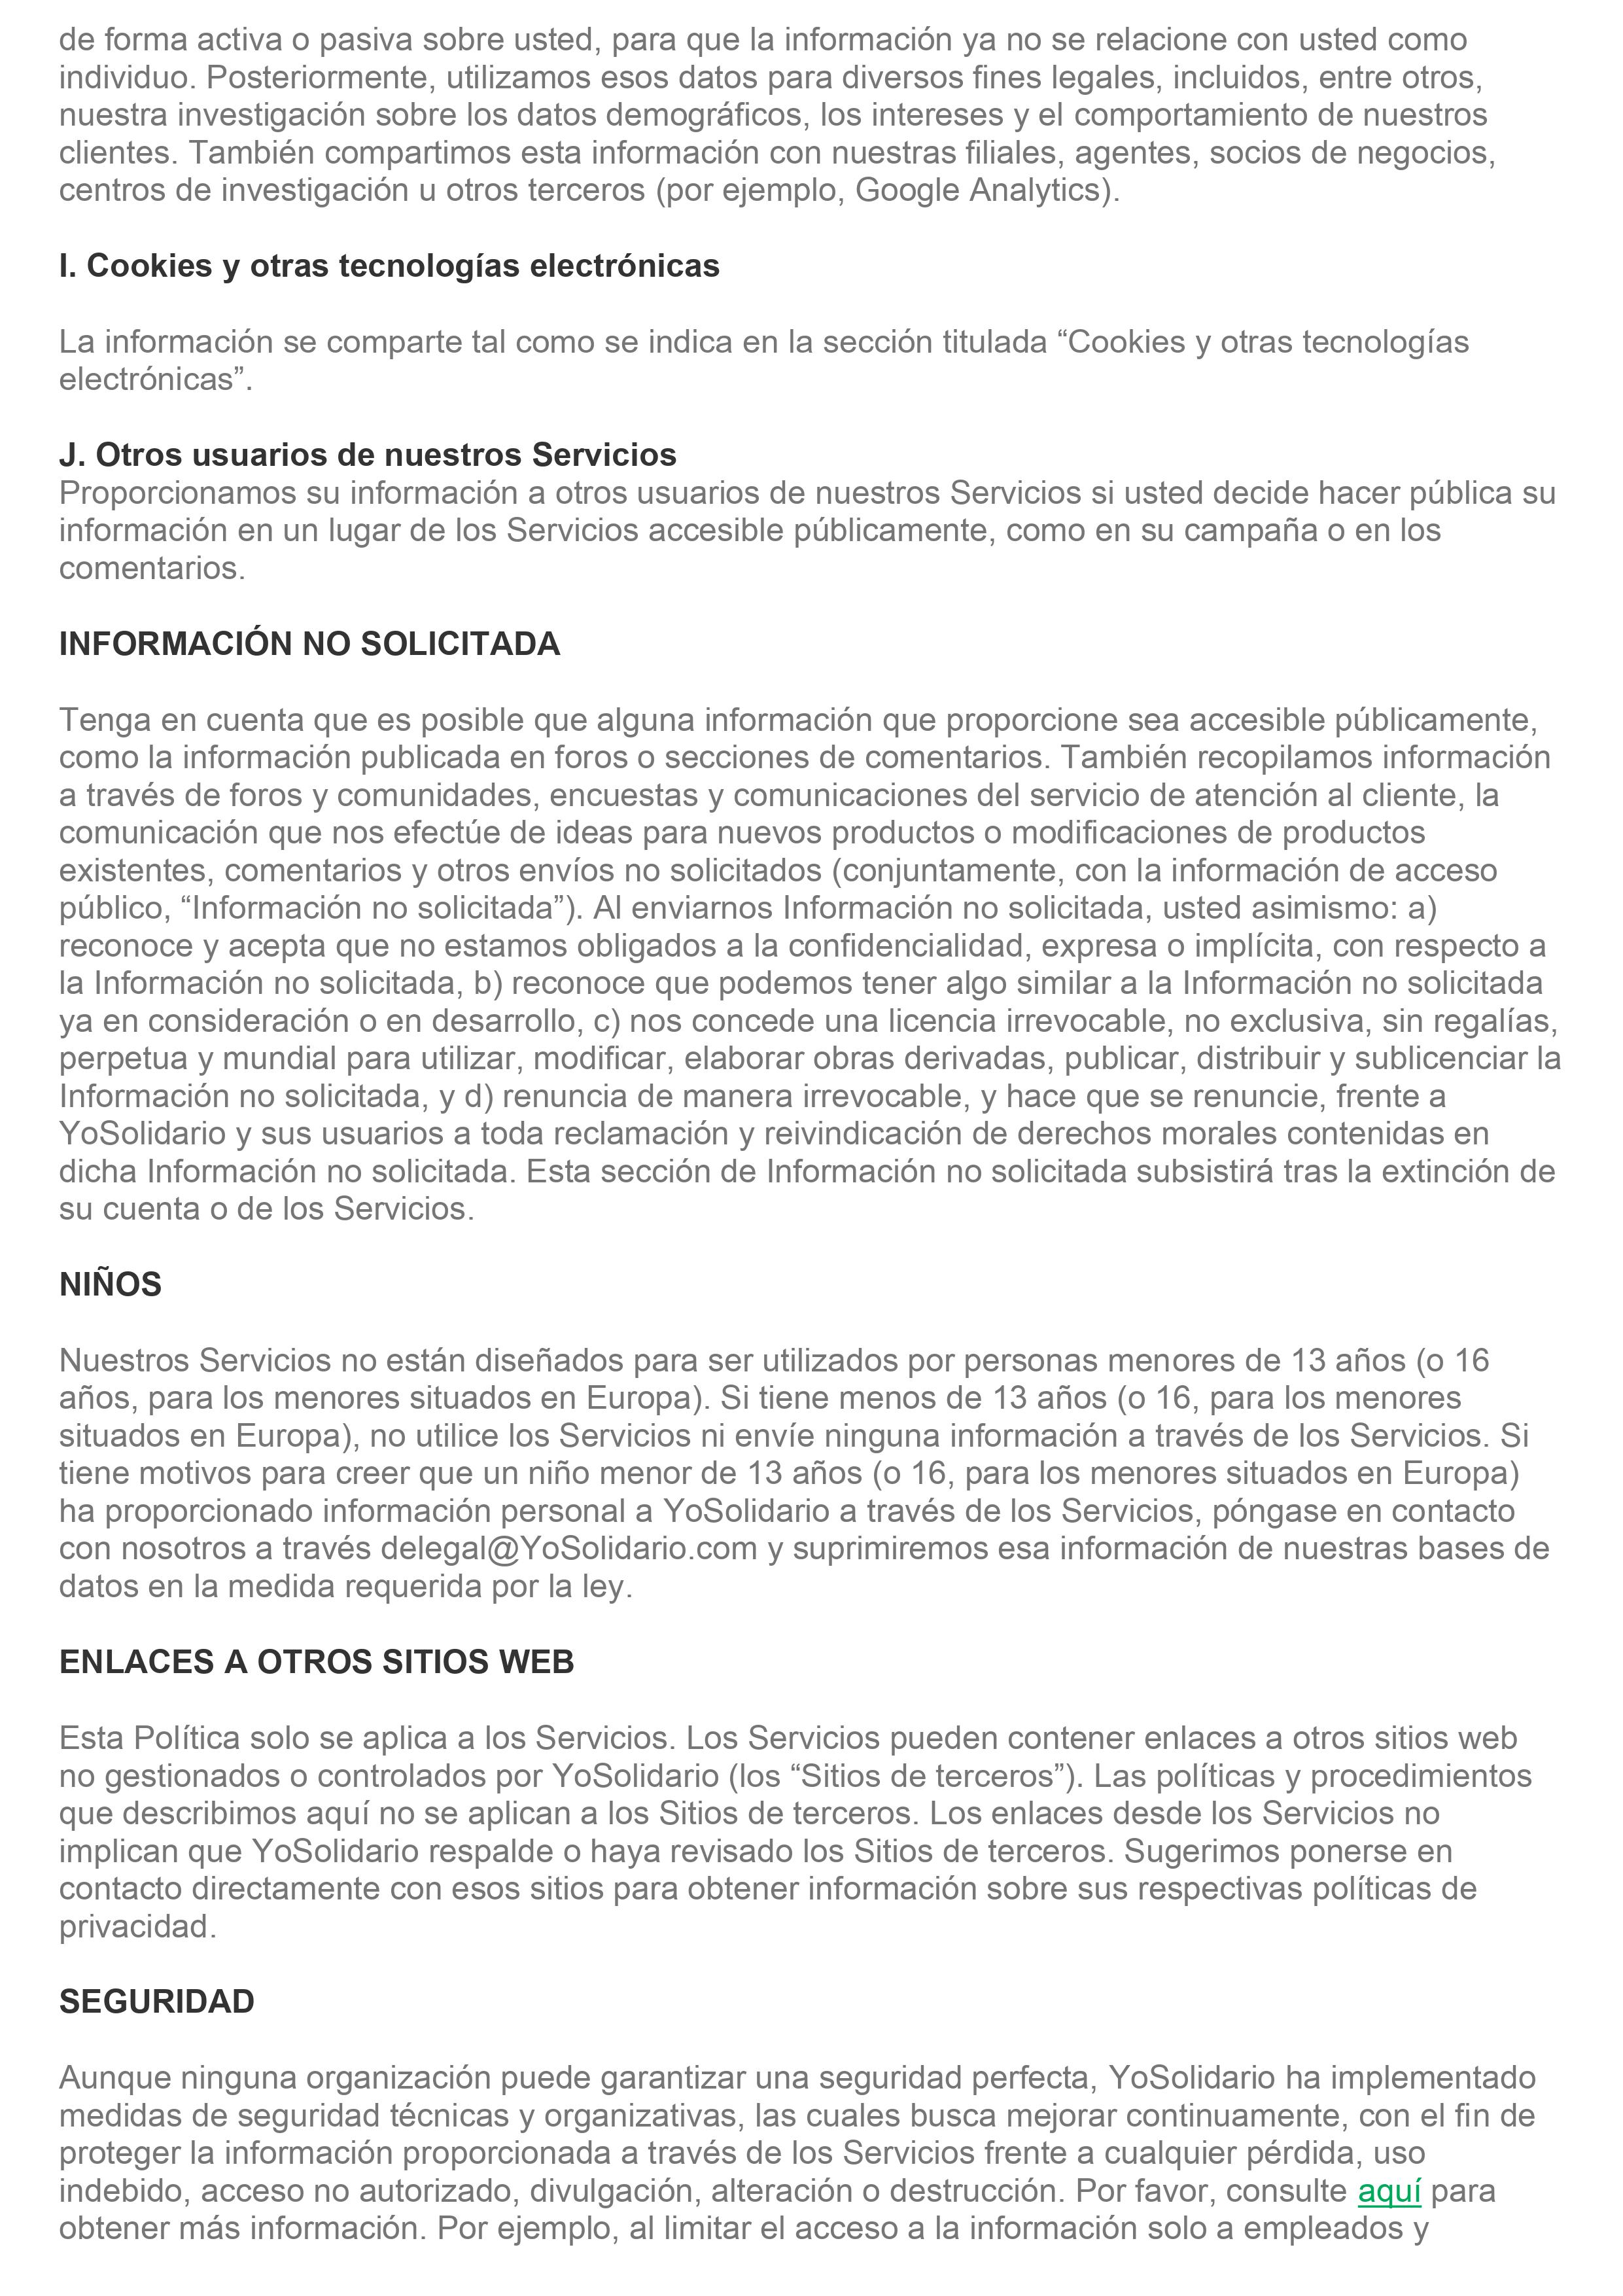 de forma activa o pasiva sobre usted, para que la información ya no se relacione con usted como
individuo. Posteriormente, utilizamos esos datos para diversos fines legales, incluidos, entre otros,
nuestra investigación sobre los datos demográficos, los intereses y el comportamiento de nuestros
clientes. También compartimos esta información con nuestras filiales, agentes, socios de negocios,
centros de investigación u otros terceros (por ejemplo, Google Analytics).
I. Cookies y otras tecnologías electrónicas
La información se comparte tal como se indica en la sección titulada “Cookies y otras tecnologías
electrónicas”.
J. Otros usuarios de nuestros Servicios
Proporcionamos su información a otros usuarios de nuestros Servicios si usted decide hacer pública su
información en un lugar de los Servicios accesible públicamente, como en su campaña o en los
comentarios.
INFORMACIÓN NO SOLICITADA
Tenga en cuenta que es posible que alguna información que proporcione sea accesible públicamente,
como la información publicada en foros o secciones de comentarios. También recopilamos información
a través de foros y comunidades, encuestas y comunicaciones del servicio de atención al cliente, la
comunicación que nos efectúe de ideas para nuevos productos o modificaciones de productos
existentes, comentarios y otros envíos no solicitados (conjuntamente, con la información de acceso
público, “Información no solicitada”). Al enviarnos Información no solicitada, usted asimismo: a)
reconoce y acepta que no estamos obligados a la confidencialidad, expresa o implícita, con respecto a
la Información no solicitada, b) reconoce que podemos tener algo similar a la Información no solicitada
ya en consideración o en desarrollo, c) nos concede una licencia irrevocable, no exclusiva, sin regalías,
perpetua y mundial para utilizar, modificar, elaborar obras derivadas, publicar, distribuir y sublicenciar la
Información no solicitada, y d) renuncia de manera irrevocable, y hace que se renuncie, frente a
YoSolidario y sus usuarios a toda reclamación y reivindicación de derechos morales contenidas en
dicha Información no solicitada. Esta sección de Información no solicitada subsistirá tras la extinción de
su cuenta o de los Servicios.
NIÑOS
Nuestros Servicios no están diseñados para ser utilizados por personas menores de 13 años (o 16
años, para los menores situados en Europa). Si tiene menos de 13 años (o 16, para los menores
situados en Europa), no utilice los Servicios ni envíe ninguna información a través de los Servicios. Si
tiene motivos para creer que un niño menor de 13 años (o 16, para los menores situados en Europa)
ha proporcionado información personal a YoSolidario a través de los Servicios, póngase en contacto
con nosotros a través delegal@YoSolidario.com y suprimiremos esa información de nuestras bases de
datos en la medida requerida por la ley.
ENLACES A OTROS SITIOS WEB
Esta Política solo se aplica a los Servicios. Los Servicios pueden contener enlaces a otros sitios web
no gestionados o controlados por YoSolidario (los “Sitios de terceros”). Las políticas y procedimientos
que describimos aquí no se aplican a los Sitios de terceros. Los enlaces desde los Servicios no
implican que YoSolidario respalde o haya revisado los Sitios de terceros. Sugerimos ponerse en
contacto directamente con esos sitios para obtener información sobre sus respectivas políticas de
privacidad.
SEGURIDAD
Aunque ninguna organización puede garantizar una seguridad perfecta, YoSolidario ha implementado
medidas de seguridad técnicas y organizativas, las cuales busca mejorar continuamente, con el fin de
proteger la información proporcionada a través de los Servicios frente a cualquier pérdida, uso
indebido, acceso no autorizado, divulgación, alteración o destrucción. Por favor, consulte aquí para
obtener más información. Por ejemplo, al limitar el acceso a la información solo a empleados y